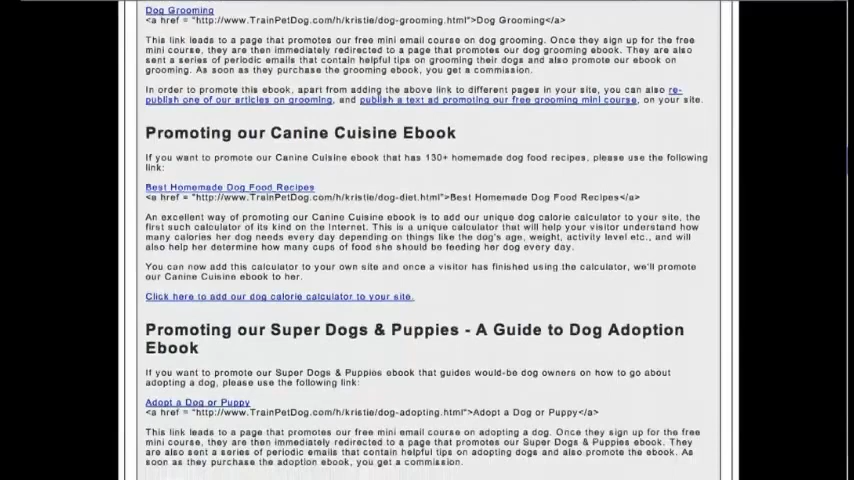 Dog Grooming
<a href = "http://www.TrainPetDog.com/h/kristie/dog-grooming.html">Dog Grooming</a>
This link leads to a page that promotes our free mini email course on dog grooming. Once they sign up for the free
mini course, they are then immediately redirected to a page that promotes our dog grooming ebook. They are also
sent a series of periodic emails that contain helpful tips on grooming their dogs and also promote our ebook on
grooming. As soon as they purchase the grooming ebook, you get a commission.
In order to promote this ebook, apart from adding the above link to different pages in your site, you can also re-
publish one of our articles on grooming, and publish a text ad promoting our free grooming mini course, on your site.
Promoting our Canine Cuisine Ebook
If you want to promote our Canine Cuisine ebook that has 130+ homemade dog food recipes, please use the following
link:
Best Homemade Dog Food Recipes
<a href = "http://www.TrainPetDog.com/h/kristie/dog-diet.html">Best Homemade Dog Food Recipes</a>
An excellent way of promoting our Canine Cuisine ebook is to add our unique dog calorie calculator to your site, the
first such calculator of its kind on the Internet. This is a unique calculator that will help your visitor understand how
many calories her dog needs every day depending on things like the dog's age, weight, activity level etc., and will
also help her determine how many cups of food she should be feeding her dog every day.
You can now add this calculator to your own site and once a visitor has finished using the calculator, we'll promote
our Canine Cuisine ebook to her.
Click here to add our dog calorie calculator to your site.
Promoting our Super Dogs & Puppies - A Guide to Dog Adoption
Ebook
If you want to promote our Super Dogs & Puppies ebook that guides would-be dog owners on how to go about
adopting a dog, please use the following link:
Adopt a Dog or Puppy
<a href = "http://www.TrainPetDog.com/h/kristie/dog-adopting.html">Adopt a Dog or Puppy</a>
This link leads to a page that promotes our free mini email course on adopting a dog. Once they sign up for the free
mini course, they are then immediately redirected to a page that promotes our Super Dogs & Puppies ebook. They
are also sent a series of periodic emails that contain helpful tips on adopting dogs and also promote the ebook. As
soon as they purchase the adoption ebook, you get a commission.